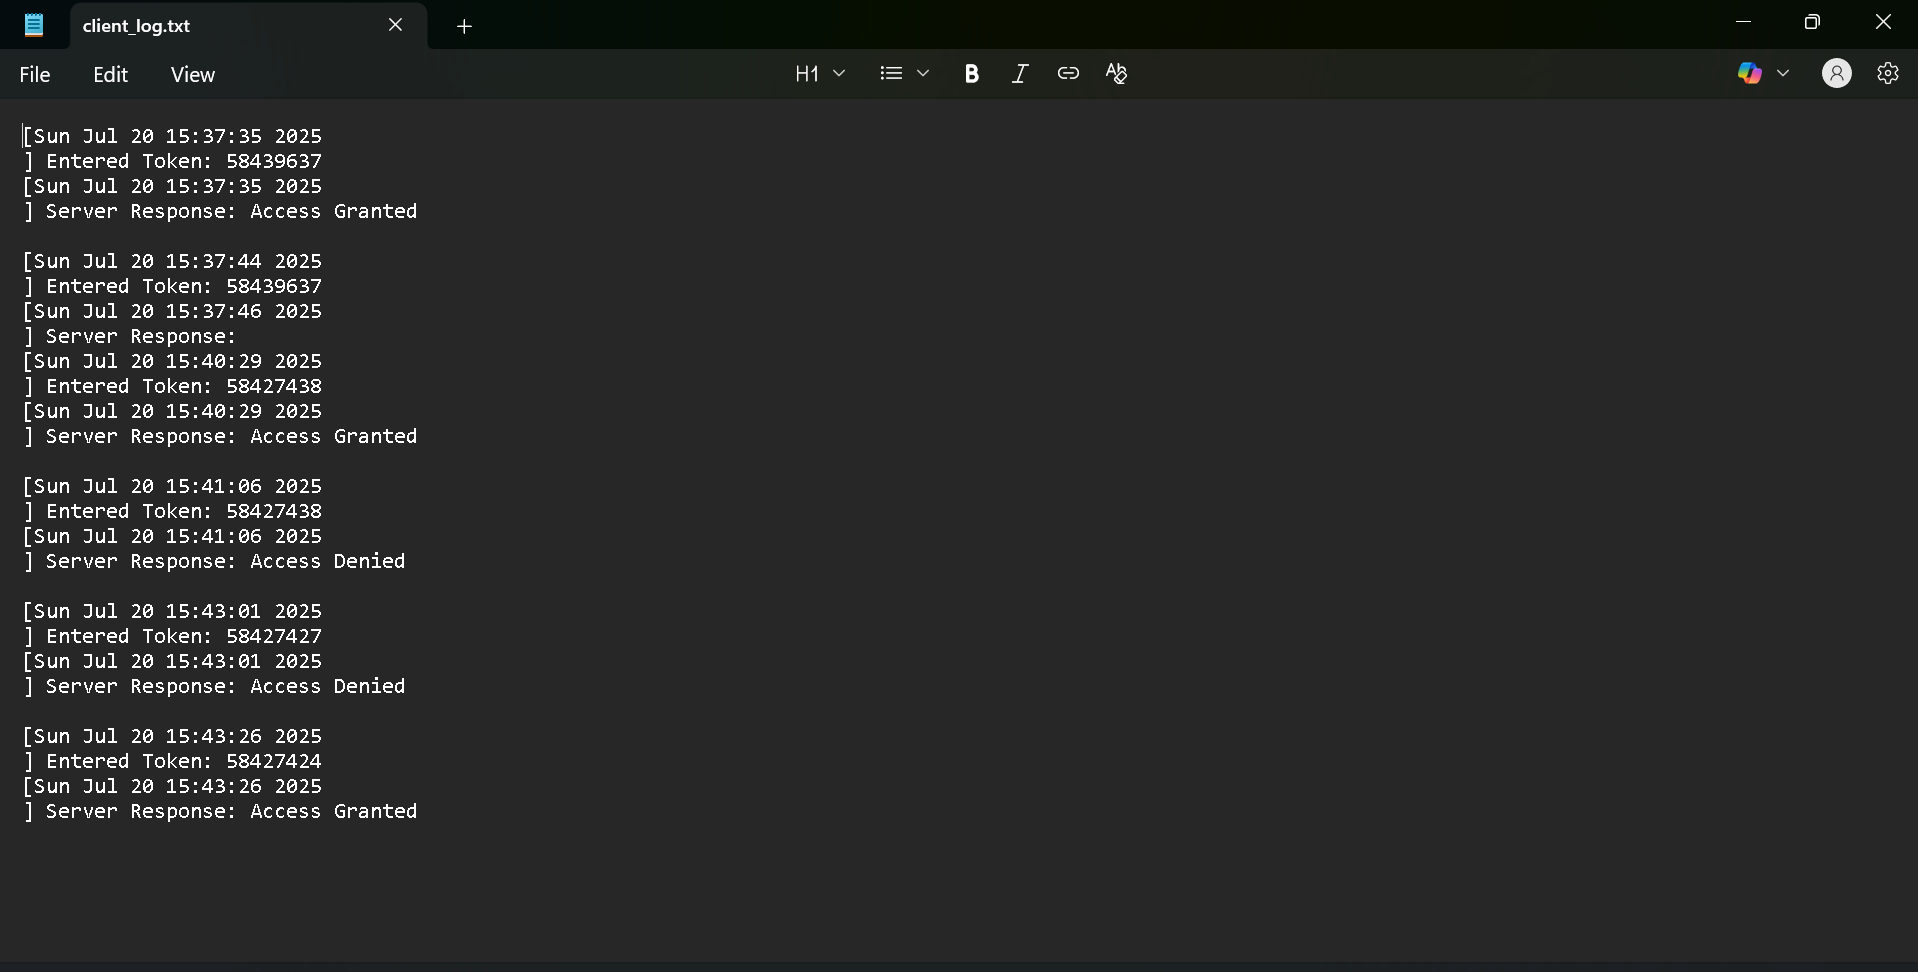 client_log.txt
File Edit View H1 B I
[Sun Jul 20 15:37:35 2025
] Entered Token: 58439637
[Sun Jul 20 15:37:35 2025
] Server Response: Access Granted
[Sun Jul 20 15:37:44 2025
] Entered Token: 58439637
[Sun Jul 20 15:37:46 2025
] Server Response:
[Sun Jul 20 15:40:29 2025
] Entered Token: 58427438
[Sun Jul 20 15:40:29 2025
] Server Response: Access Granted
[Sun Jul 20 15:41:06 2025
] Entered Token: 58427438
[Sun Jul 20 15:41:06 2025
] Server Response: Access Denied
[Sun Jul 20 15:43:01 2025
] Entered Token: 58427427
[Sun Jul 20 15:43:01 2025
] Server Response: Access Denied
[Sun Jul 20 15:43:26 2025
] Entered Token: 58427424
[Sun Jul 20 15:43:26 2025
] Server Response: Access Granted